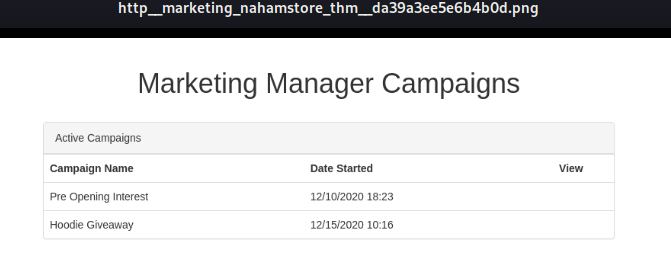 http__marketing_nahamstore_thm__da39a3ee5e6b4b0d.png
Marketing Manager Campaigns
Active Campaigns
Campaign Name Date Started View
Pre Opening Interest 12/10/2020 18:23
Hoodie Giveaway 12/15/2020 10:16